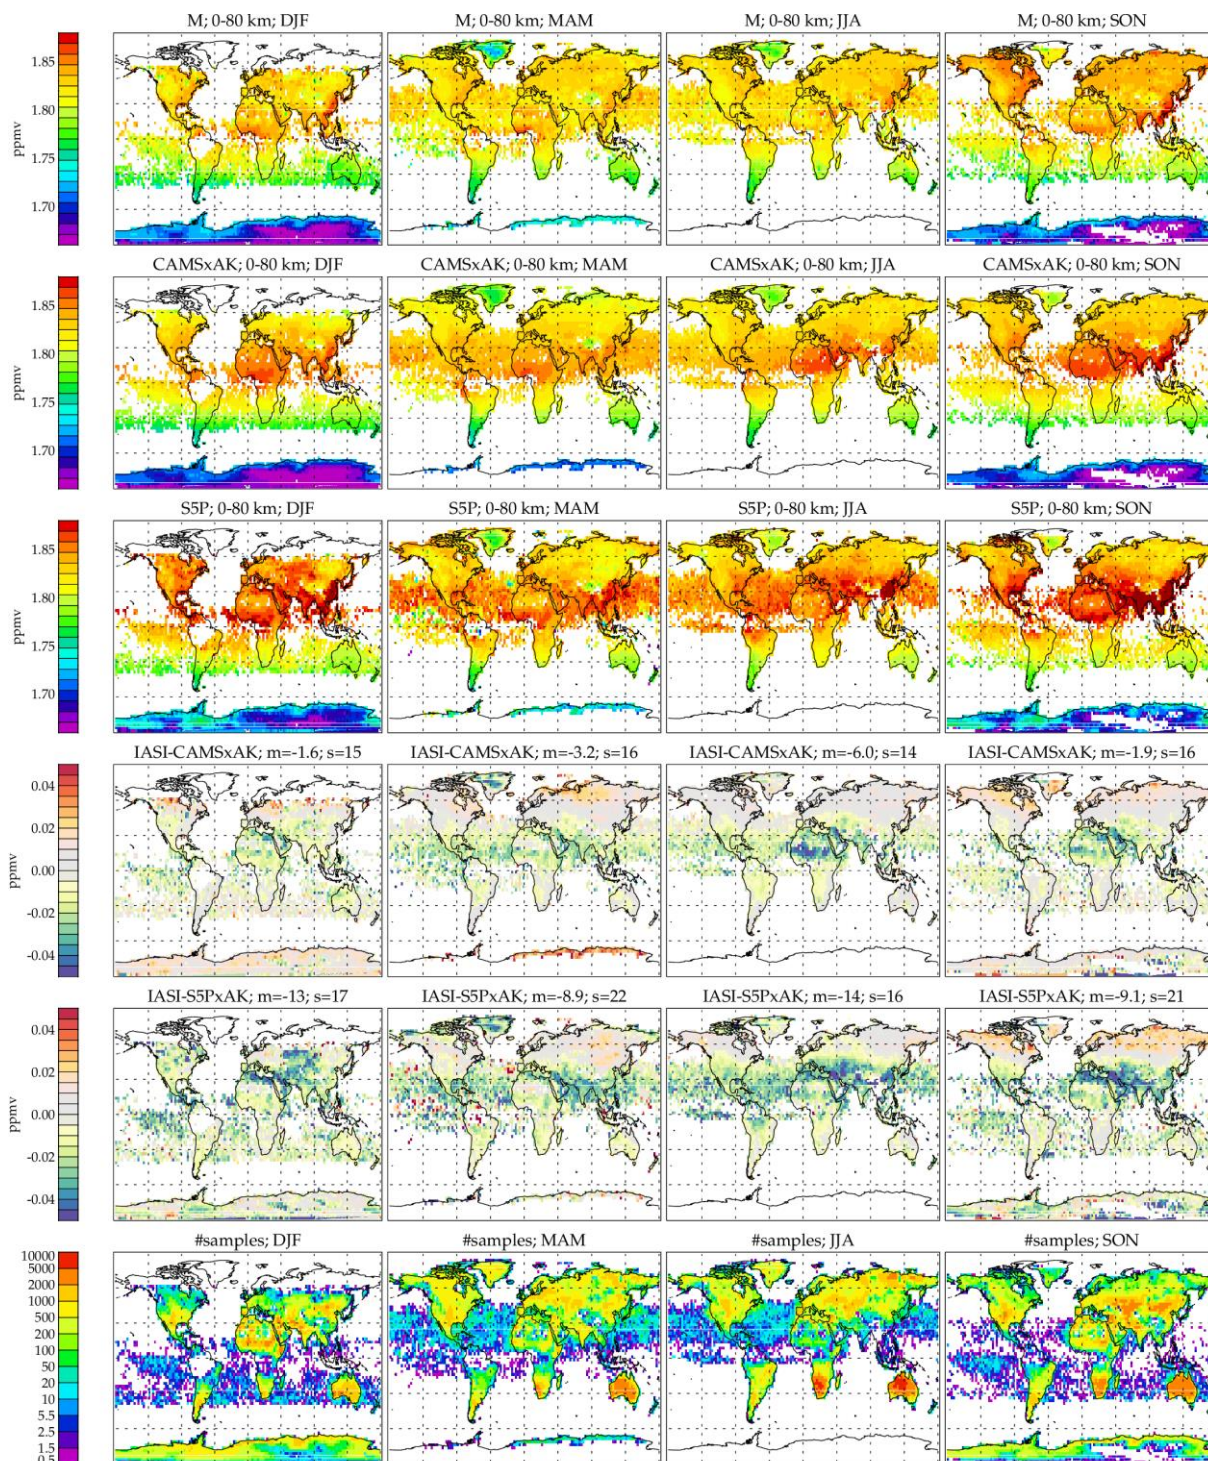 M; 0-80 km; DJF
M; 0-80 km; MAM
M; 0-80 km; JJA
M; 0-80 km; SON
1.85
1.80
1.75
1.70
ppmv
CAMSxAK; 0-80 km; DJF
CAMSxAK; 0-80 km; MAM
CAMSxAK; 0-80 km; JJA
CAMSxAK; 0-80 km; SON
1.85
1.80
1.75
1.70
ppmv
S5P; 0-80 km; DJF
S5P; 0-80 km; MAM
S5P; 0-80 km; JJA
S5P; 0-80 km; SON
1.85
1.80
1.75
1.70
ppmv
IASI-CAMSxAK; m=-1.6; s=15
IASI-CAMSxAK; m=-3.2; s=16
IASI-CAMSxAK; m=-6.0; s=14
IASI-CAMSxAK; m=-1.9; s=16
0.04
0.02
0.00
-0.02
-0.04
ppmv
IASI-S5PxAK; m=-13; s=17
IASI-S5PxAK; m=-8.9; s=22
IASI-S5PxAK; m=-14; s=16
IASI-S5PxAK; m=-9.1; s=21
0.04
0.02
0.00
-0.02
-0.04
ppmv
#samples; DJF
#samples; MAM
#samples; JJA
#samples; SON
10000
5000
2000
1000
500
200
100
50
20
10
5.5
2.5
1.5
0.5